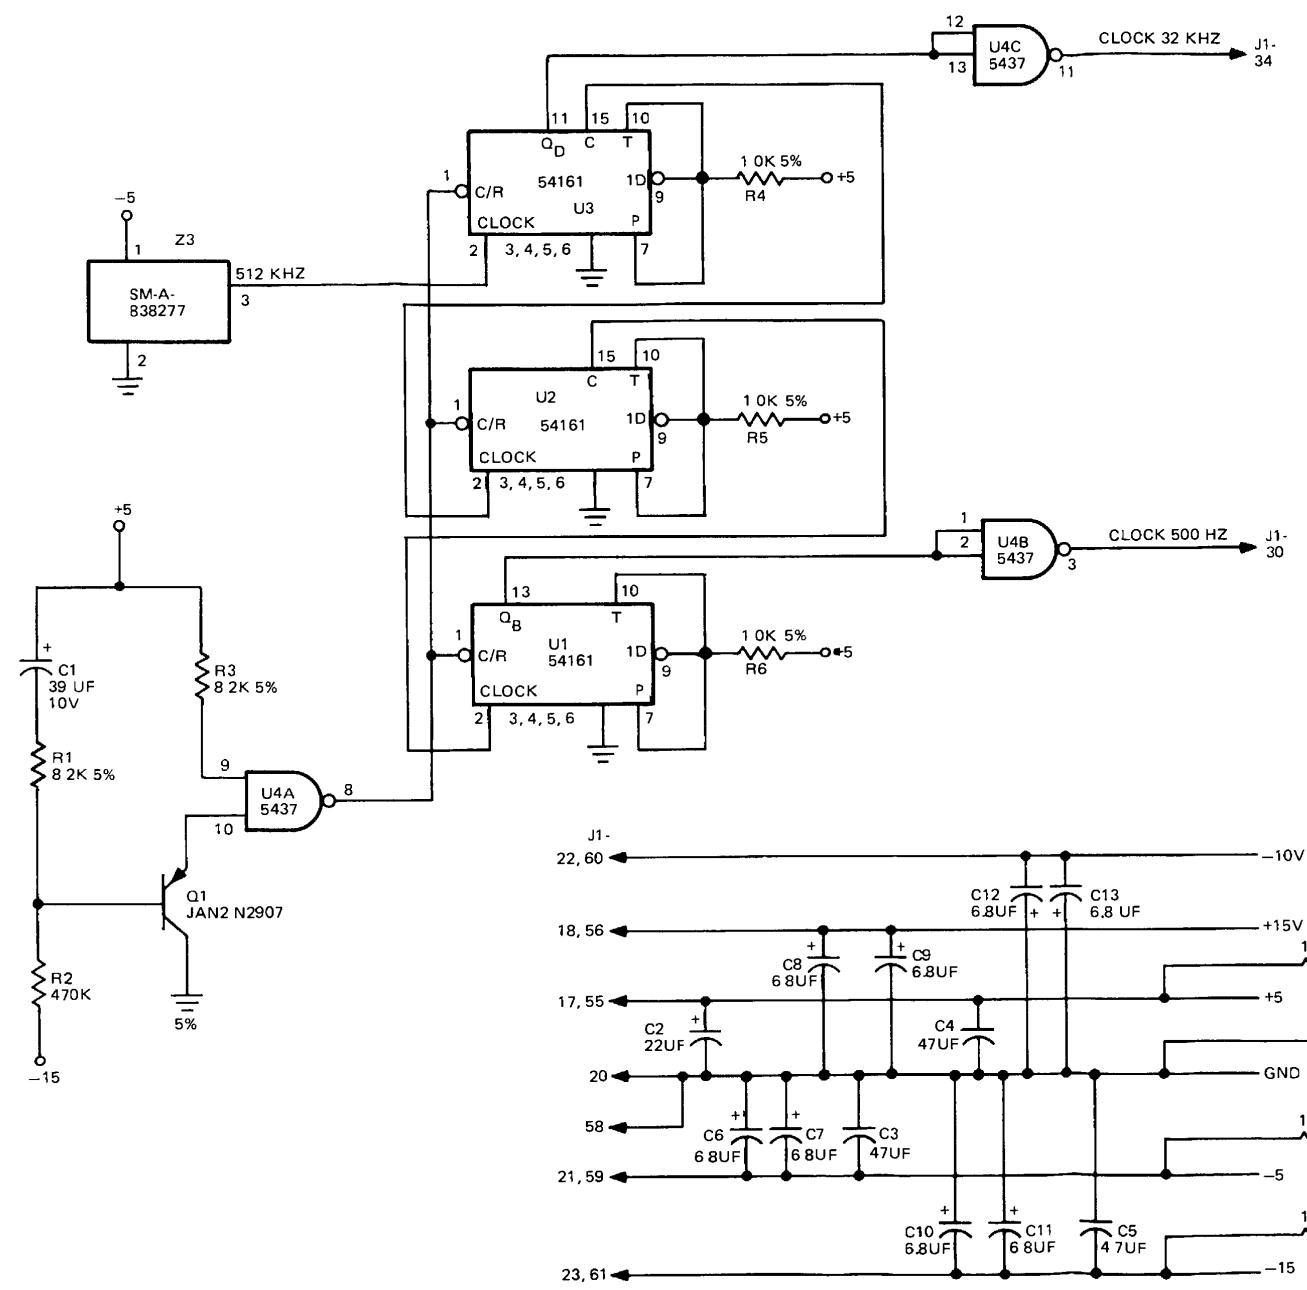 12
U4C
5437
13
11
CLOCK 32 KHZ
J1-
34
11
15
10
Q
D
C
T
1
C/R
54161
1D
9
1 0K 5%
R4
+5
U3
P
CLOCK
2
3, 4, 5, 6
7
−5
1
Z3
SM-A-
838277
512 KHZ
3
2
15
10
C
T
U2
1
C/R
54161
1D
9
1 0K 5%
R5
+5
CLOCK
P
2
3, 4, 5, 6
7
1
2
U4B
5437
3
CLOCK 500 HZ
J1-
30
13
10
Q
B
T
U1
1
C/R
54161
1D
9
1 0K 5%
R6
+5
CLOCK
P
2
3, 4, 5, 6
7
+5
+
C1
39 UF
10V
R3
8 2K 5%
R1
8 2K 5%
9
U4A
5437
8
10
Q1
JAN2 N2907
R2
470K
5%
−15
J1-
22, 60
−10V
C12
6.8UF
+
+
C13
6.8 UF
18, 56
+15V
+
C8
6 8UF
+
C9
6.8UF
1
17, 55
+5
+
C2
22UF
C4
47UF
20
GND
58
+
C6
6 8UF
+
C7
6 8UF
C3
47UF
1
21, 59
−5
+
C10
6.8UF
+
C11
6 8UF
C5
4 7UF
1
23, 61
−15